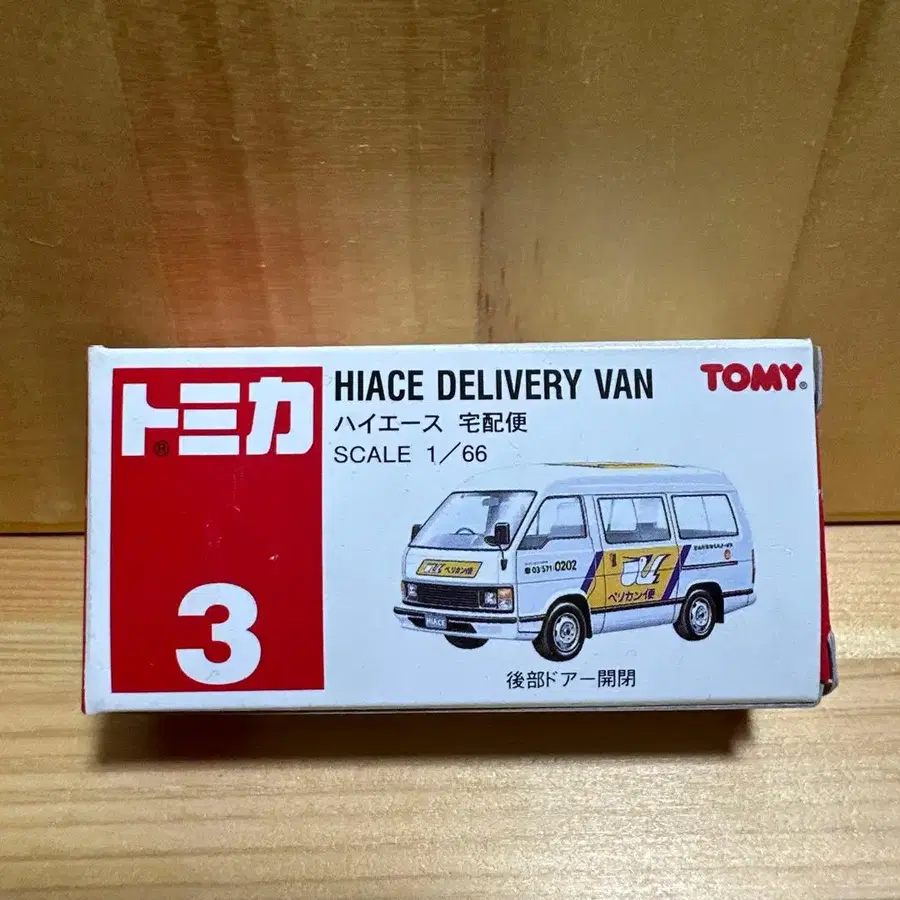 トミカ®
3
HIACE DELIVERY VAN
ハイエース 宅配便
SCALE 1/66
TOMY®
ペリカン便
HIACE
☎03-571 0202
ペリカン便
後部ドアー開閉